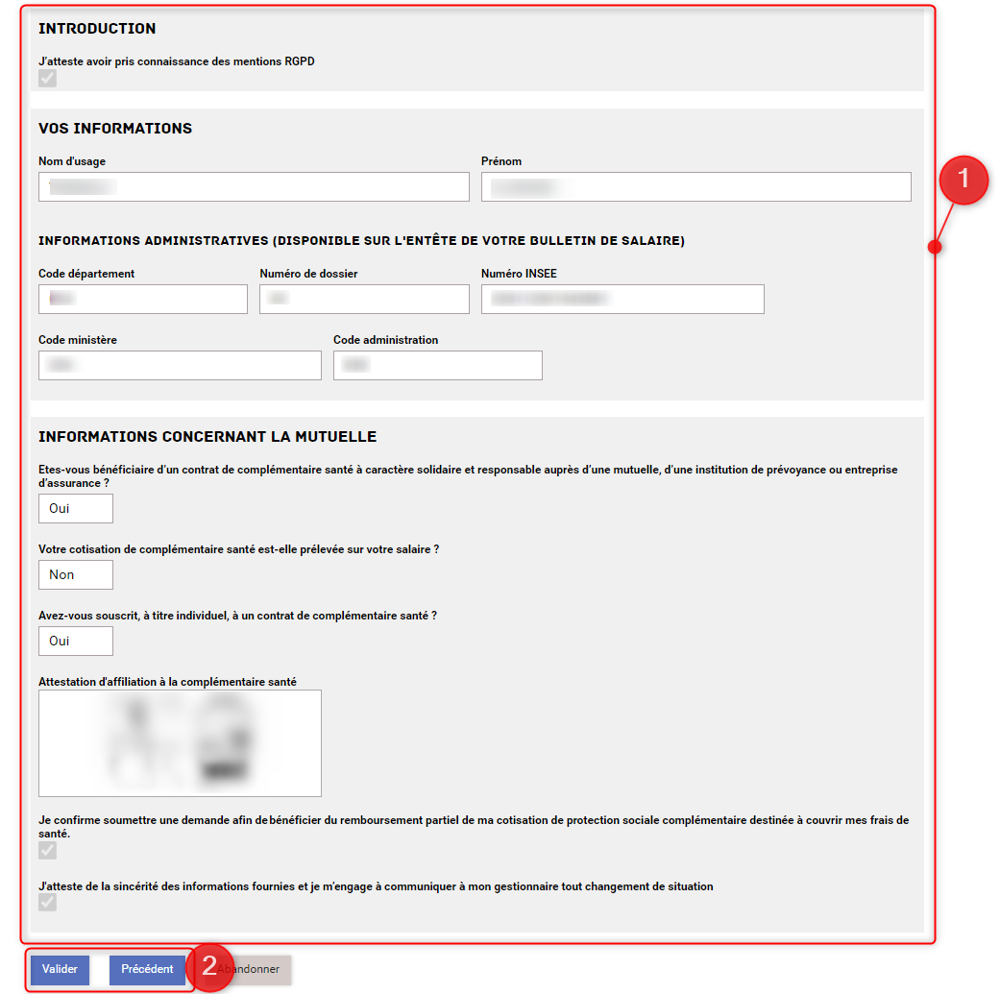 INTRODUCTION
J'atteste avoir pris connaissance des mentions RGPD
1
VOS INFORMATIONS
Nom d'usage Prénom
INFORMATIONS ADMINISTRATIVES (DISPONIBLE SUR L'ENTÊTE DE VOTRE BULLETIN DE SALAIRE)
Code département Numéro de dossier Numéro INSEE
Code ministère Code administration
INFORMATIONS CONCERNANT LA MUTUELLE
Etes-vous bénéficiaire d'un contrat de complémentaire santé à caractère solidaire et responsable auprès d'une mutuelle, d'une institution de prévoyance ou entreprise
d'assurance ?
Oui
Votre cotisation de complémentaire santé est-elle prélevée sur votre salaire ?
Non
Avez-vous souscrit, à titre individuel, à un contrat de complémentaire santé ?
Oui
Attestation d'affiliation à la complémentaire santé
Je confirme soumettre une demande afin de bénéficier du remboursement partiel de ma cotisation de protection sociale complémentaire destinée à couvrir mes frais de
santé.
J'atteste de la sincérité des informations fournies et je m'engage à communiquer à mon gestionnaire tout changement de situation
Valider Précédent 2 Abandonner